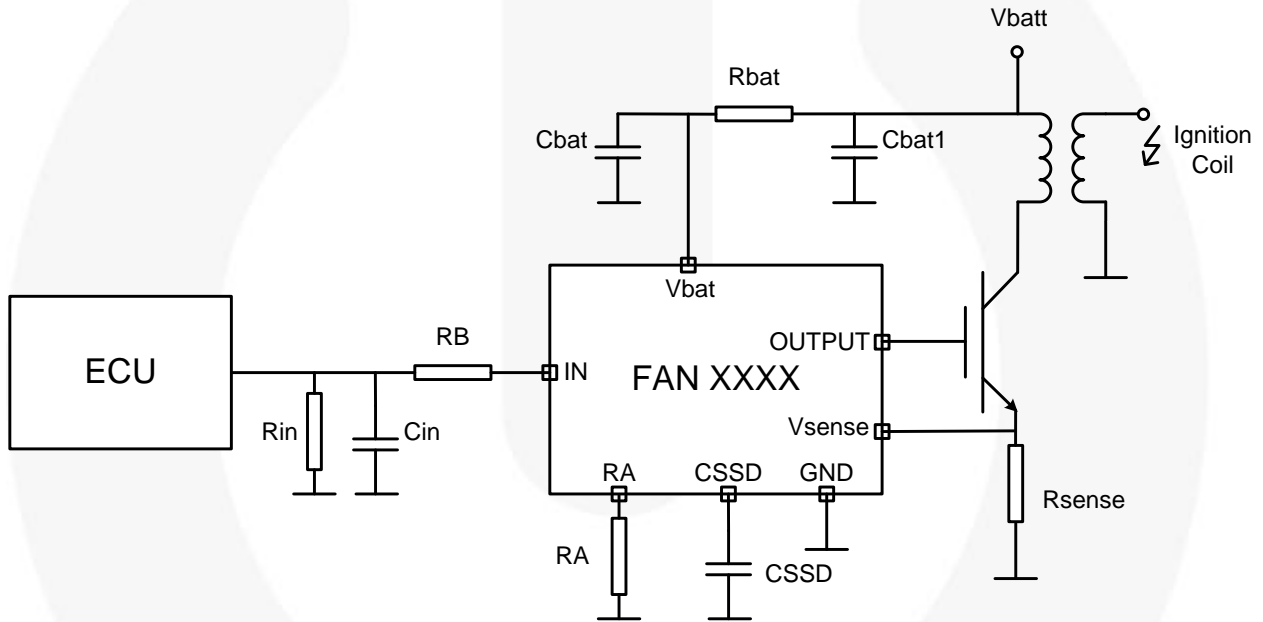 Vbatt
Rbat
Cbat
Cbat1
Ignition
Coil
Vbat
ECU
RB
IN
OUTPUT
FAN XXXX
Rin
Cin
Vsense
RA
CSSD
GND
Rsense
RA
CSSD